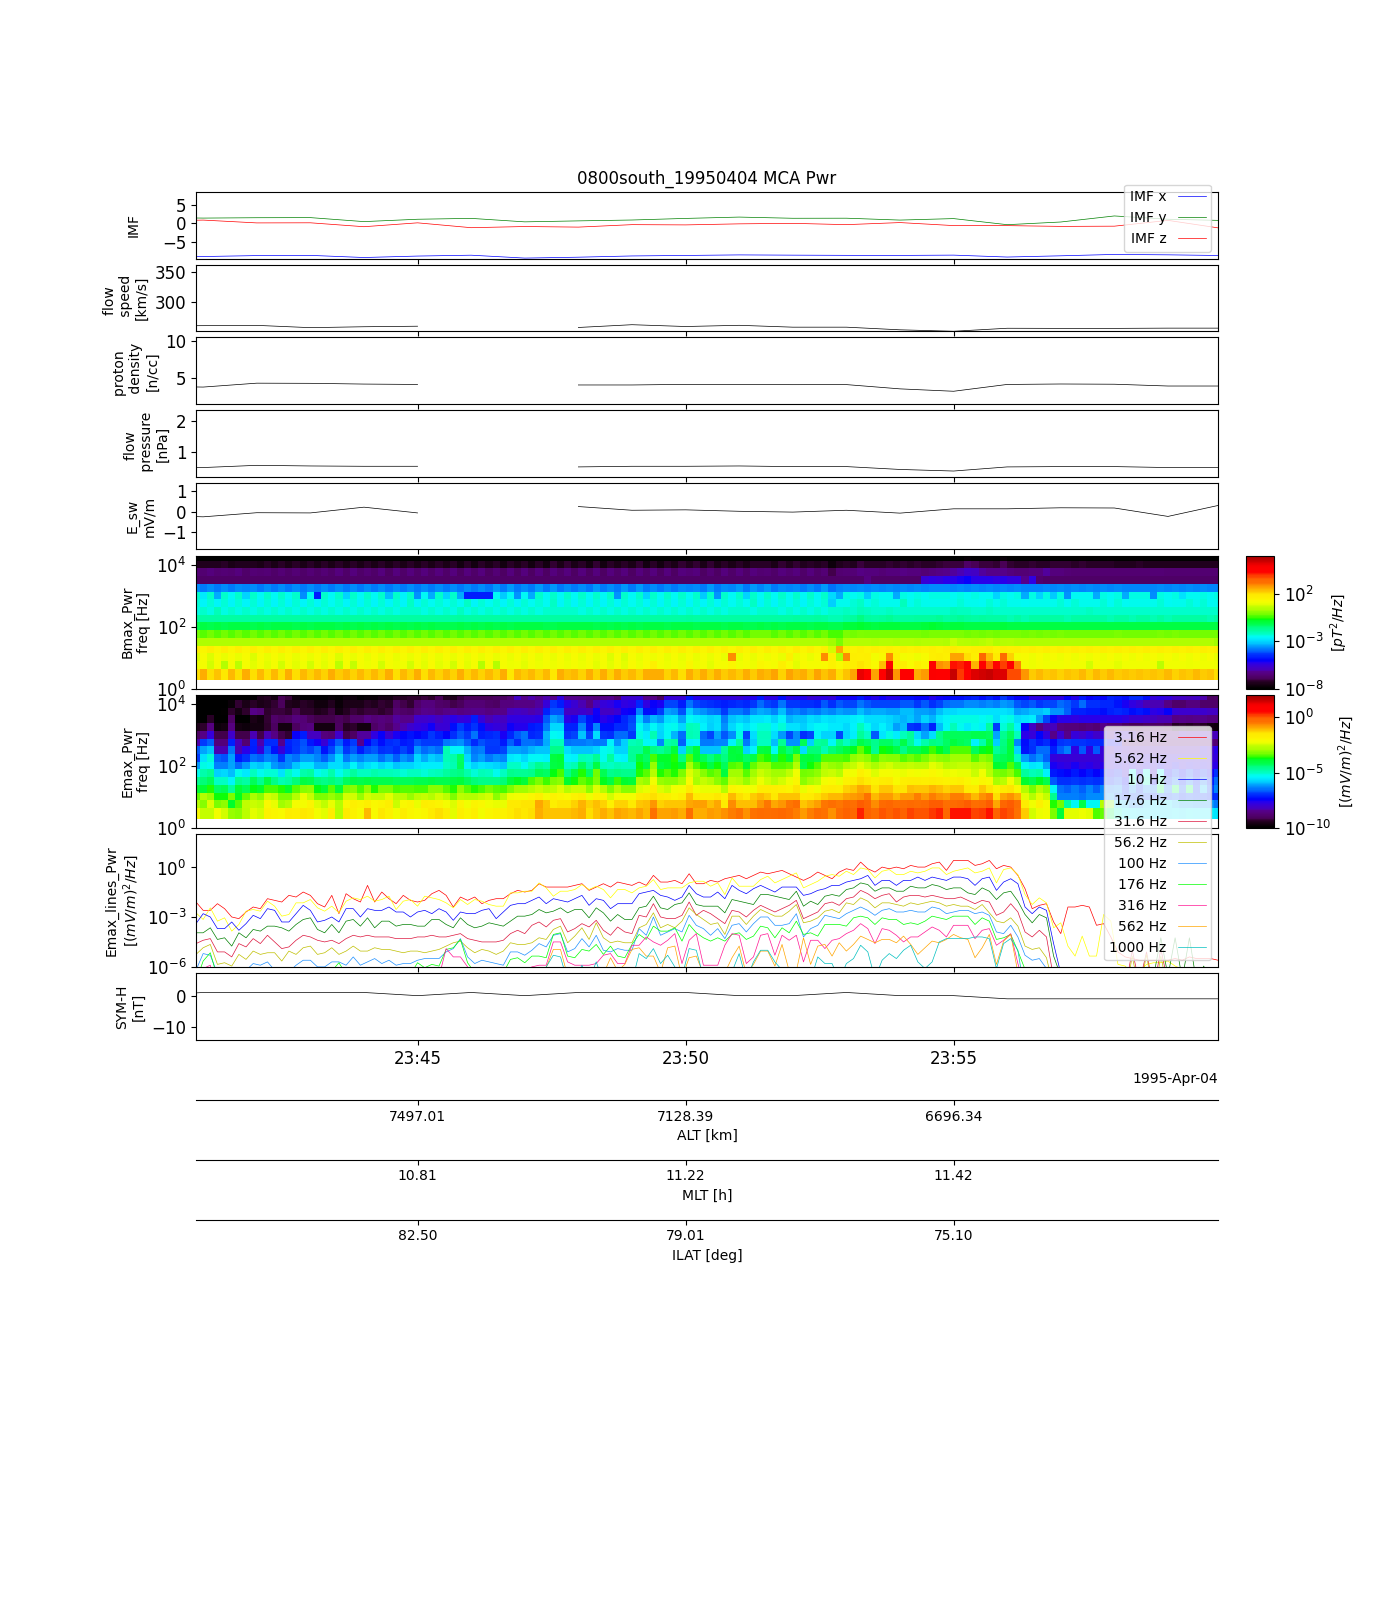 0800south_19950404 MCA Pwr
IMF
5
0
−5
IMF x
IMF y
IMF z
flow speed [km/s]
350
300
proton density [n/cc]
10
5
flow pressure [nPa]
2
1
E_sw mV/m
1
0
−1
Bmax_Pwr freq [Hz]
10^4
10^2
10^0
10^2
10^−3
10^−8
[pT^2/Hz]
Emax_Pwr freq [Hz]
10^4
10^2
10^0
10^0
10^−5
10^−10
[(mV/m)^2/Hz]
3.16 Hz
5.62 Hz
10 Hz
17.6 Hz
31.6 Hz
56.2 Hz
100 Hz
176 Hz
316 Hz
562 Hz
1000 Hz
Emax_lines_Pwr [(mV/m)^2/Hz]
10^0
10^−3
10^−6
SYM-H [nT]
0
−10
23:45 23:50 23:55
1995-Apr-04
7497.01 7128.39 6696.34
ALT [km]
10.81 11.22 11.42
MLT [h]
82.50 79.01 75.10
ILAT [deg]